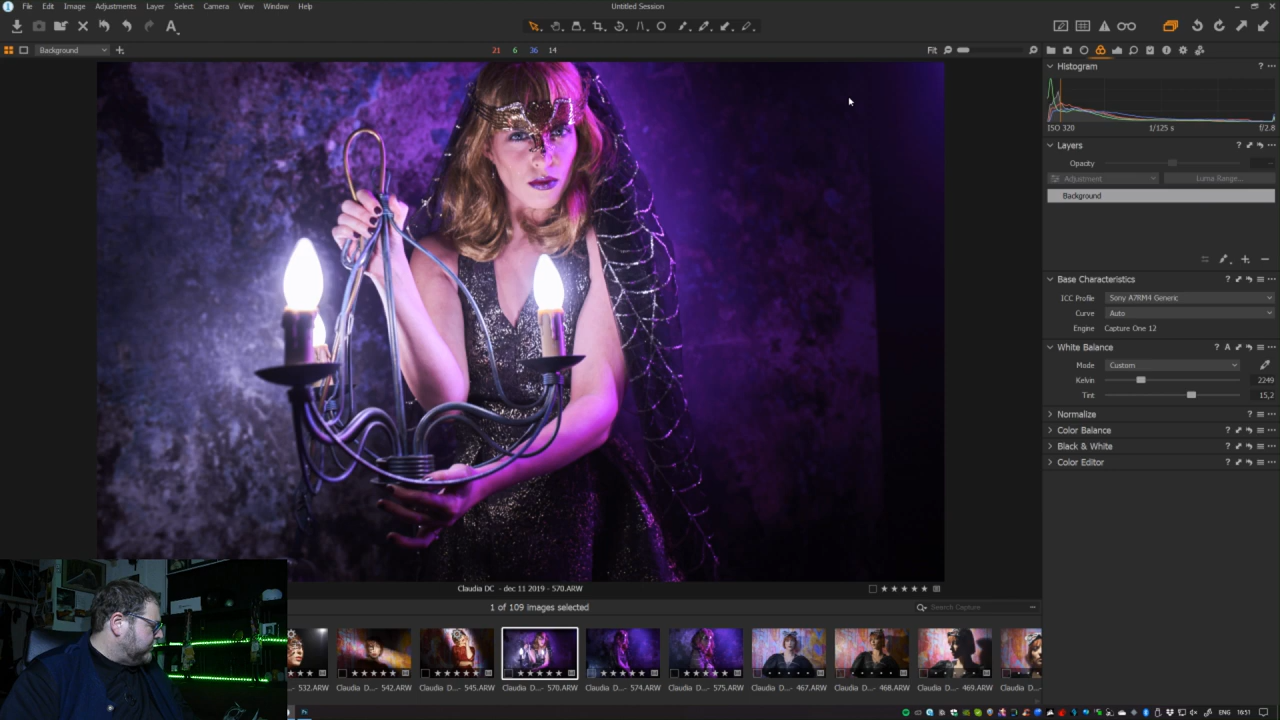 File Edit Image Adjustments Layer Select Camera View Window Help
Untitled Session
Background
21 6 36 14
Fit
Histogram
ISO 320 1/125 s f/2.8
Layers
Opacity
Adjustment Luma Range...
Background
Base Characteristics
ICC Profile Sony A7RM4 Generic
Curve Auto
Engine Capture One 12
White Balance
Mode Custom
Kelvin 2249
Tint 15,2
Normalize
Color Balance
Black & White
Color Editor
Claudia DC - dec 11 2019 - 570.ARW
1 of 109 images selected
Search Capture
- 532.ARW Claudia D...- 542.ARW Claudia D...- 545.ARW Claudia D...- 570.ARW Claudia D...- 574.ARW Claudia D...- 575.ARW Claudia D...- 467.ARW Claudia D...- 468.ARW Claudia D...- 469.ARW Claudia D...-
ENG 16:51